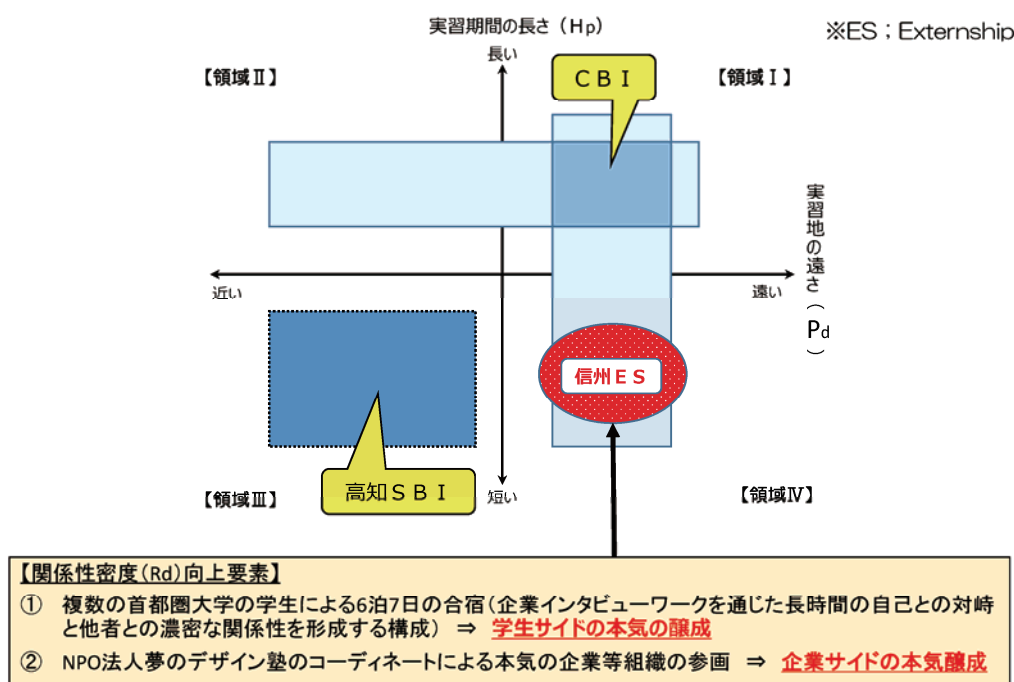 実習期間の長さ（Hp）
※ES；Externship
長い
【領域Ⅱ】
ＣＢＩ
【領域Ⅰ】
実習地の遠さ（Pd）
近い
遠い
信州ＥＳ
高知ＳＢＩ
短い
【領域Ⅲ】
【領域Ⅳ】
【関係性密度（Rd）向上要素】
① 複数の首都圏大学の学生による6泊7日の合宿（企業インタビューワークを通じた長時間の自己との対峙
と他者との濃密な関係性を形成する構成） ⇒ 学生サイドの本気の醸成
② NPO法人夢のデザイン塾のコーディネートによる本気の企業等組織の参画 ⇒ 企業サイドの本気醸成